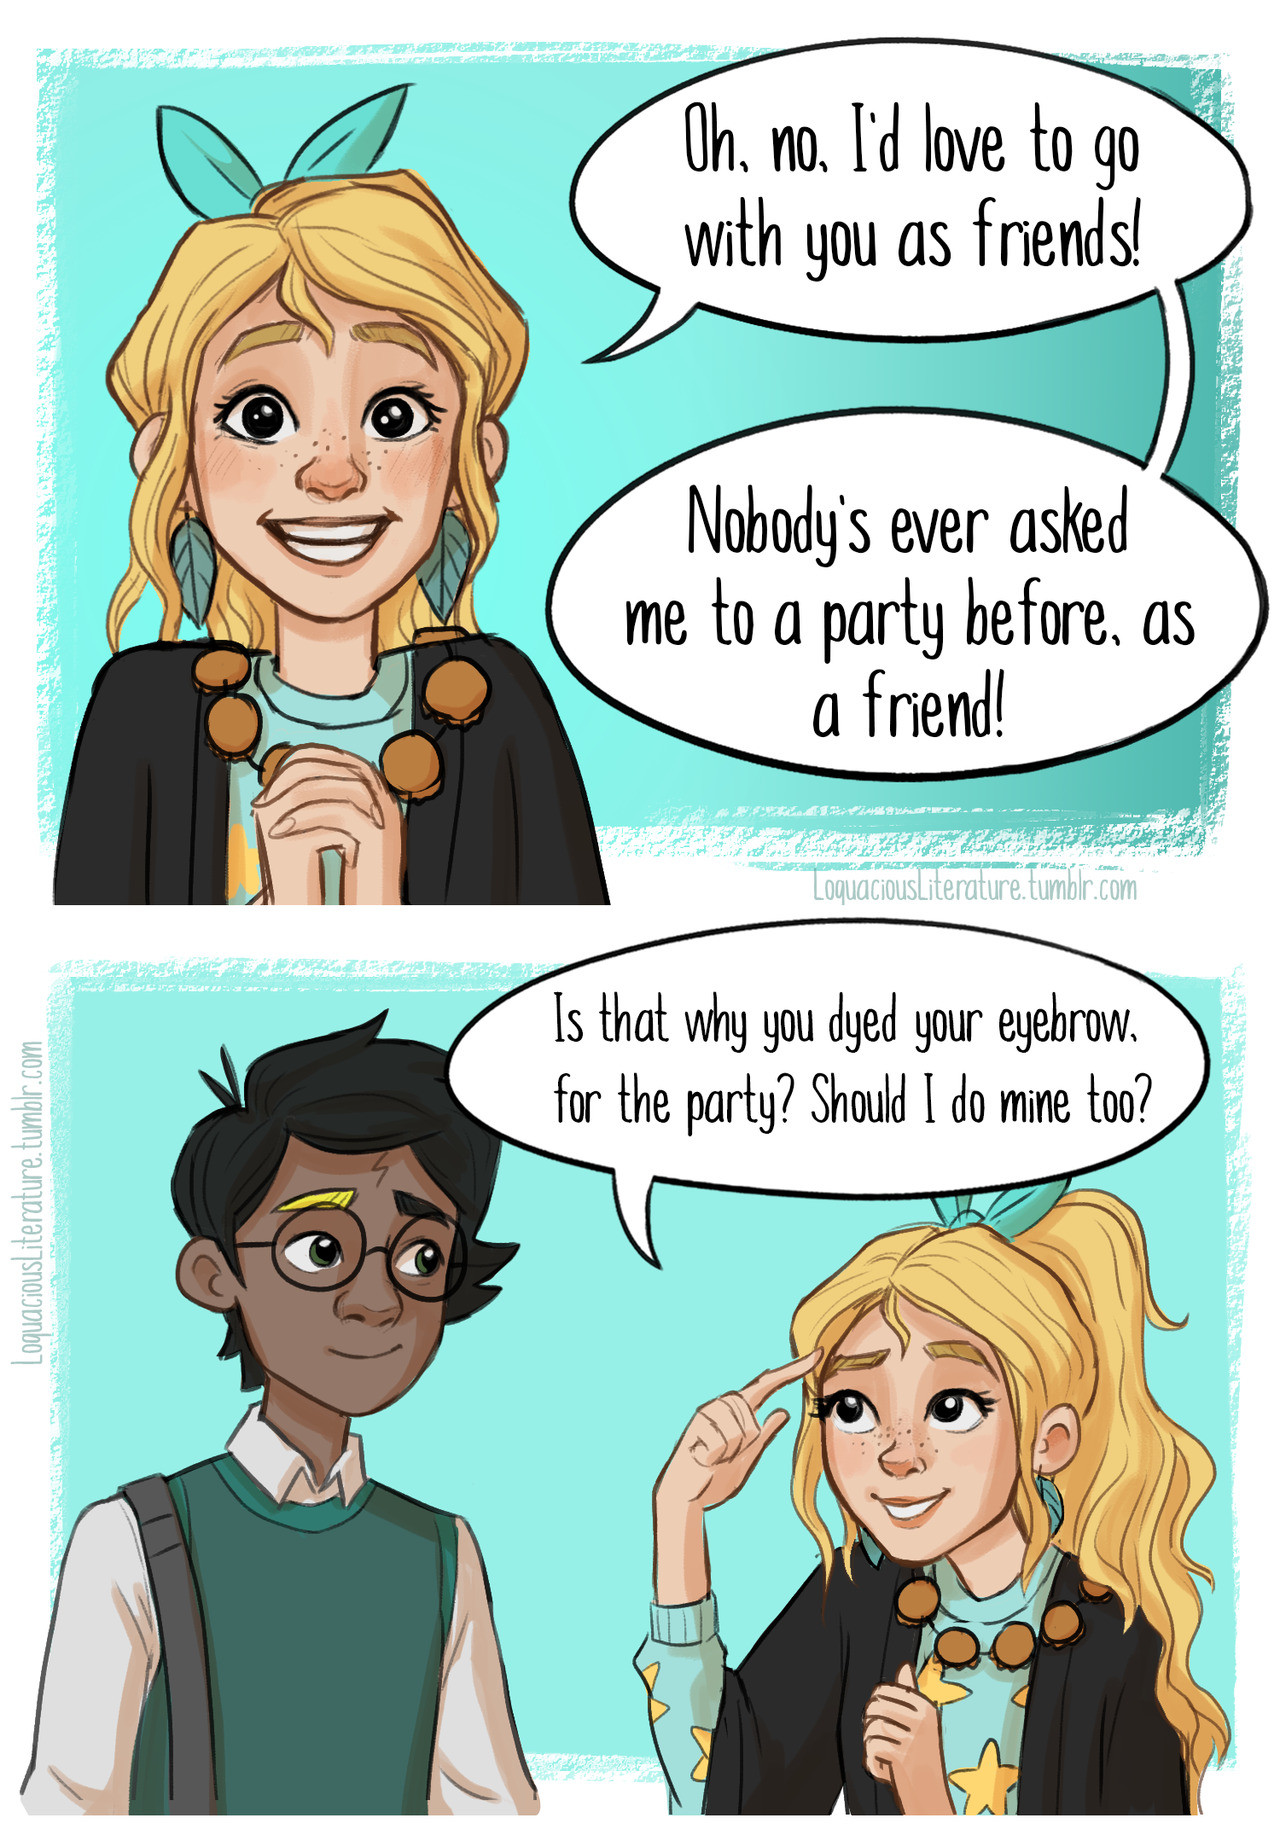 Oh, no, I'd love to go
with you as friends!
Nobody's ever asked
me to a party before, as
a friend!
LoquaciousLiterature.tumblr.com
Is that why you dyed your eyebrow,
for the party? Should I do mine too?
LoquaciousLiterature.tumblr.com